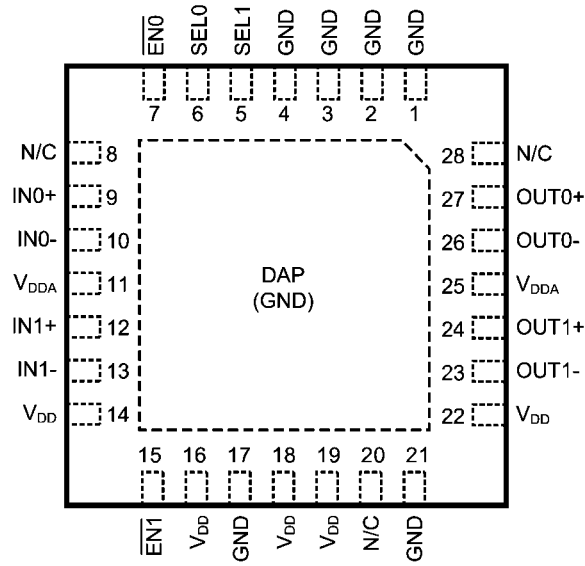 EN0 SEL0 SEL1 GND GND GND GND
7 6 5 4 3 2 1
N/C 8 28 N/C
IN0+ 9 27 OUT0+
IN0- 10 26 OUT0-
VDDA 11 DAP 25 VDDA
(GND)
IN1+ 12 24 OUT1+
IN1- 13 23 OUT1-
VDD 14 22 VDD
15 16 17 18 19 20 21
EN1 VDD GND VDD VDD N/C GND